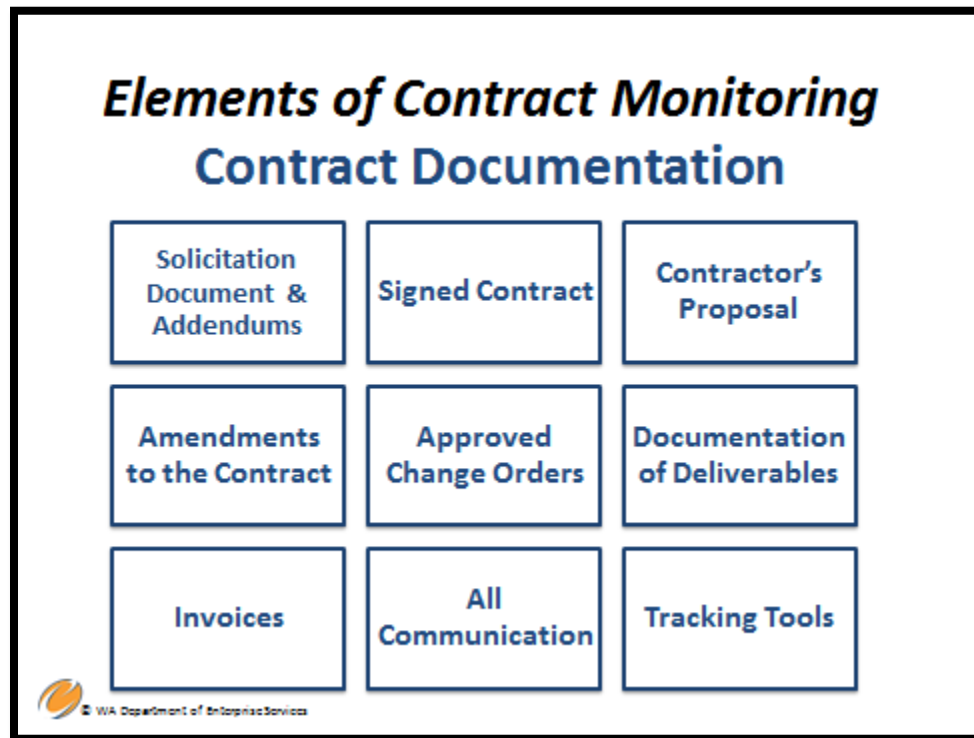 Elements of Contract Monitoring
Contract Documentation
Solicitation
Document &
Addendums
Signed Contract
Contractor's
Proposal
Amendments
to the Contract
Approved
Change Orders
Documentation
of Deliverables
Invoices
All
Communication
Tracking Tools
© WA Department of Enterprise Services